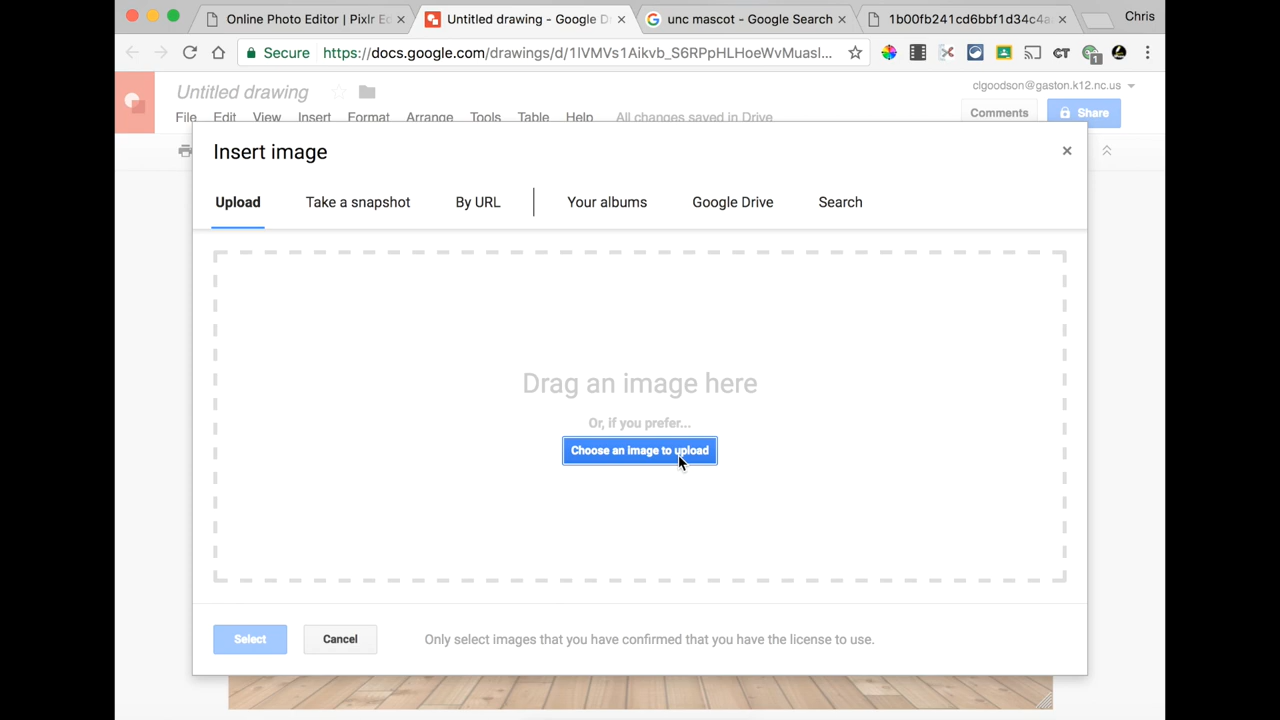 Online Photo Editor | Pixlr Ed
Untitled drawing - Google D
unc mascot - Google Search
1b00fb241cd6bbf1d34c4a
Chris
Secure https://docs.google.com/drawings/d/1lVMVs1Aikvb_S6RPpHLHoeWvMuasl...
CT
1
Untitled drawing
clgoodson@gaston.k12.nc.us
File Edit View Insert Format Arrange Tools Table Help All changes saved in Drive
Comments
Share
Insert image
Upload Take a snapshot By URL Your albums Google Drive Search
Drag an image here
Or, if you prefer...
Choose an image to upload
Select Cancel Only select images that you have confirmed that you have the license to use.